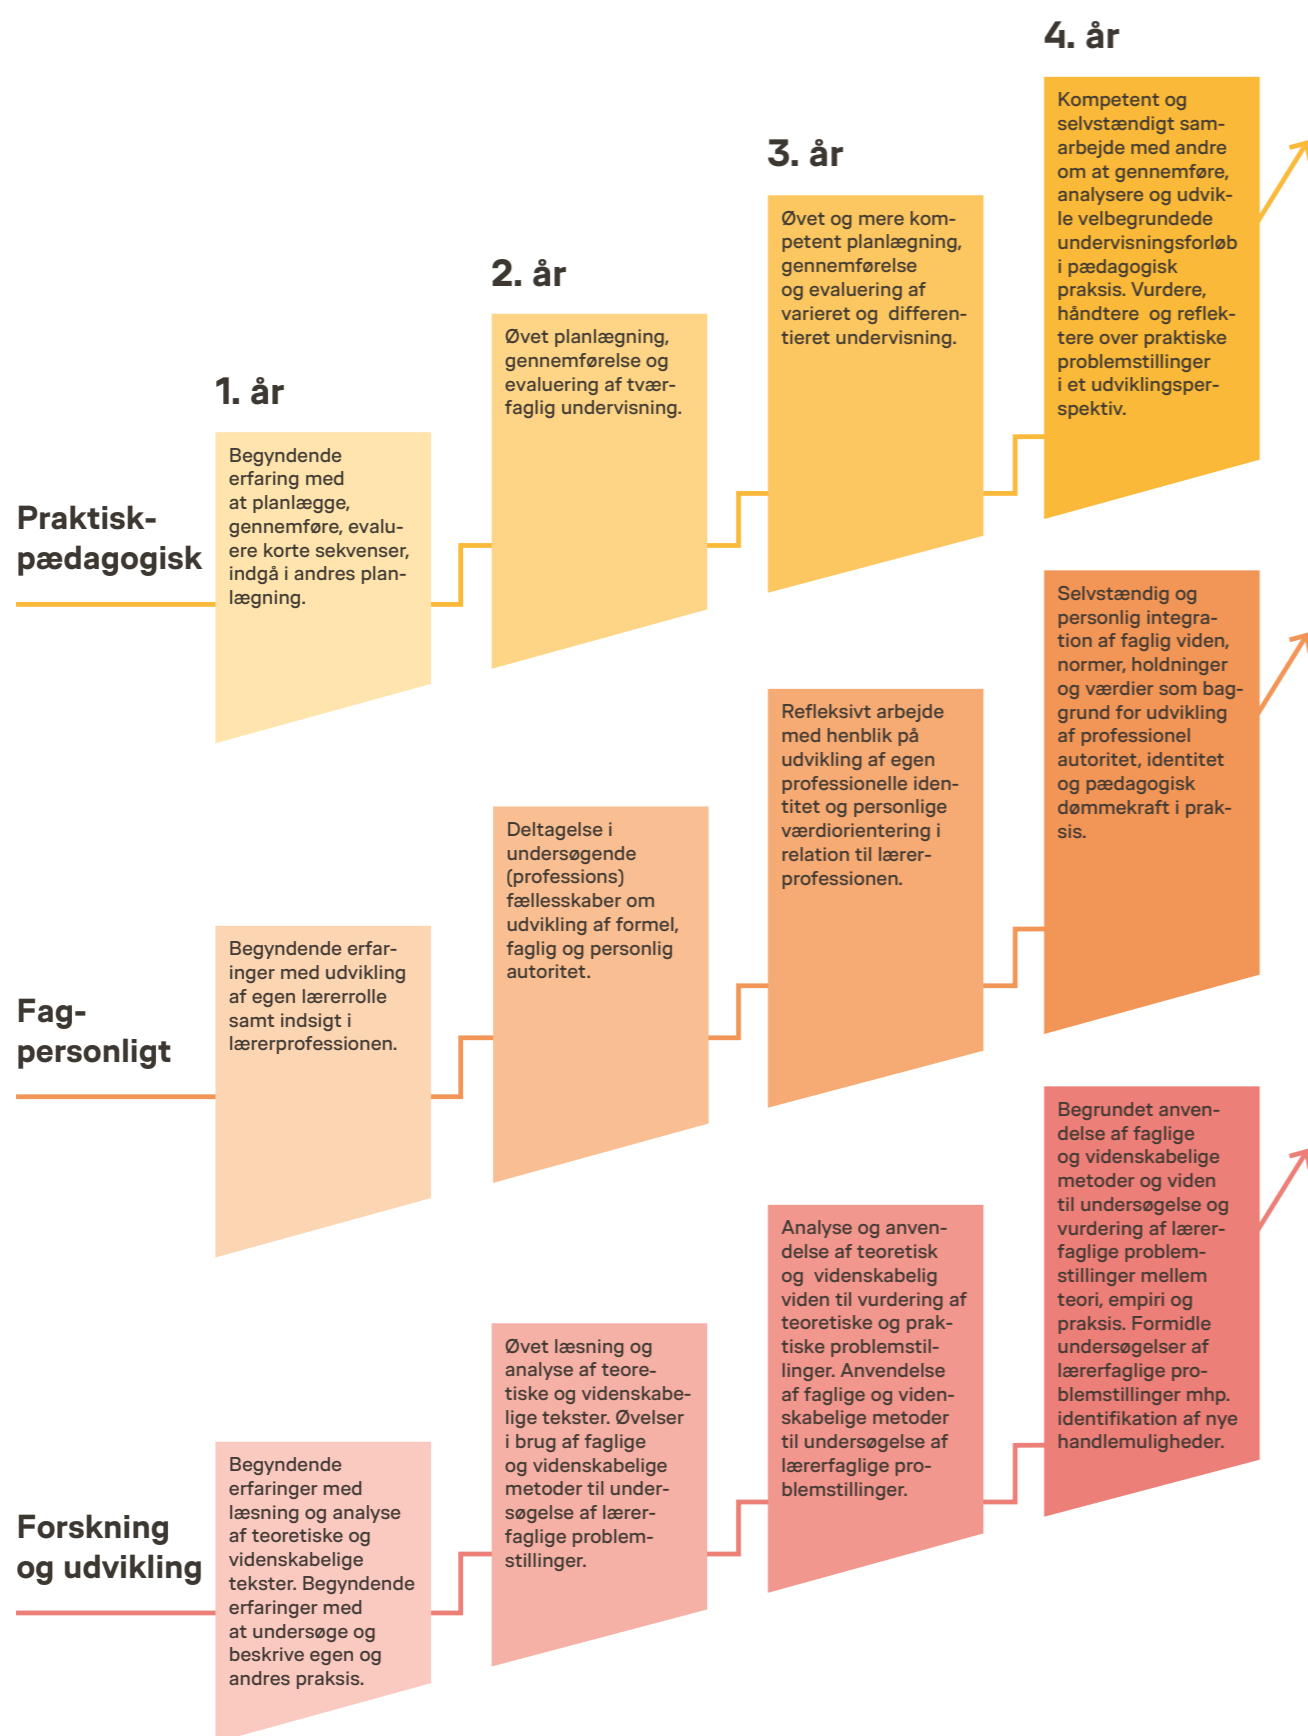 4. år
Kompetent og
selvstændigt sam-
arbejde med andre
om at gennemføre,
analysere og udvik-
le velbegrundede
undervisningsforløb
i pædagogisk
praksis. Vurdere,
håndtere  og reflek-
tere over praktiske
problemstillinger
i et udviklingsper-
spektiv.
3. år
Øvet og mere kom-
petent planlægning,
gennemførelse
og evaluering af
varieret og  differen-
tieret undervisning.
2. år
Øvet planlægning,
gennemførelse og
evaluering af tvær-
faglig undervisning.
1. år
Begyndende
erfaring med
at planlægge,
gennemføre, evalu-
ere korte sekvenser,
indgå i andres plan-
lægning.
Praktisk-
pædagogisk
Selvstændig og
personlig integra-
tion af faglig viden,
normer, holdninger
og værdier som bag-
grund for udvikling
af professionel
autoritet, identitet
og pædagogisk
dømmekraft i prak-
sis.
Refleksivt arbejde
med henblik på
udvikling af egen
professionelle iden-
titet og personlige
værdiorientering i
relation til lærer-
professionen.
Deltagelse i
undersøgende
(professions)
fællesskaber om
udvikling af formel,
faglig og personlig
autoritet.
Begyndende erfar-
inger med udvikling
af egen lærerrolle
samt indsigt i
lærerprofessionen.
Fag-
personligt
Begrundet anven-
delse af faglige
og videnskabelige
metoder og viden
til undersøgelse og
vurdering af lærer-
faglige problem-
stillinger mellem
teori, empiri og
praksis. Formidle
undersøgelser af
lærerfaglige pro-
blemstillinger mhp.
identifikation af nye
handlemuligheder.
Analyse og anven-
delse af teoretisk
og  videnskabelig
viden til vurdering af
teoretiske og prak-
tiske problemstil-
linger. Anvendelse
af faglige og viden-
skabelige metoder
til undersøgelse af
lærerfaglige pro-
blemstillinger.
Øvet læsning og
analyse af teore-
tiske og videnskabe-
lige tekster. Øvelser
i brug af faglige
og videnskabelige
metoder til under-
søgelse af lærer-
faglige problem-
stillinger.
Begyndende
erfaringer med
læsning og analyse
af teoretiske og
videnskabelige
tekster. Begyndende
erfaringer med
at undersøge og
beskrive egen og
andres praksis.
Forskning
og udvikling